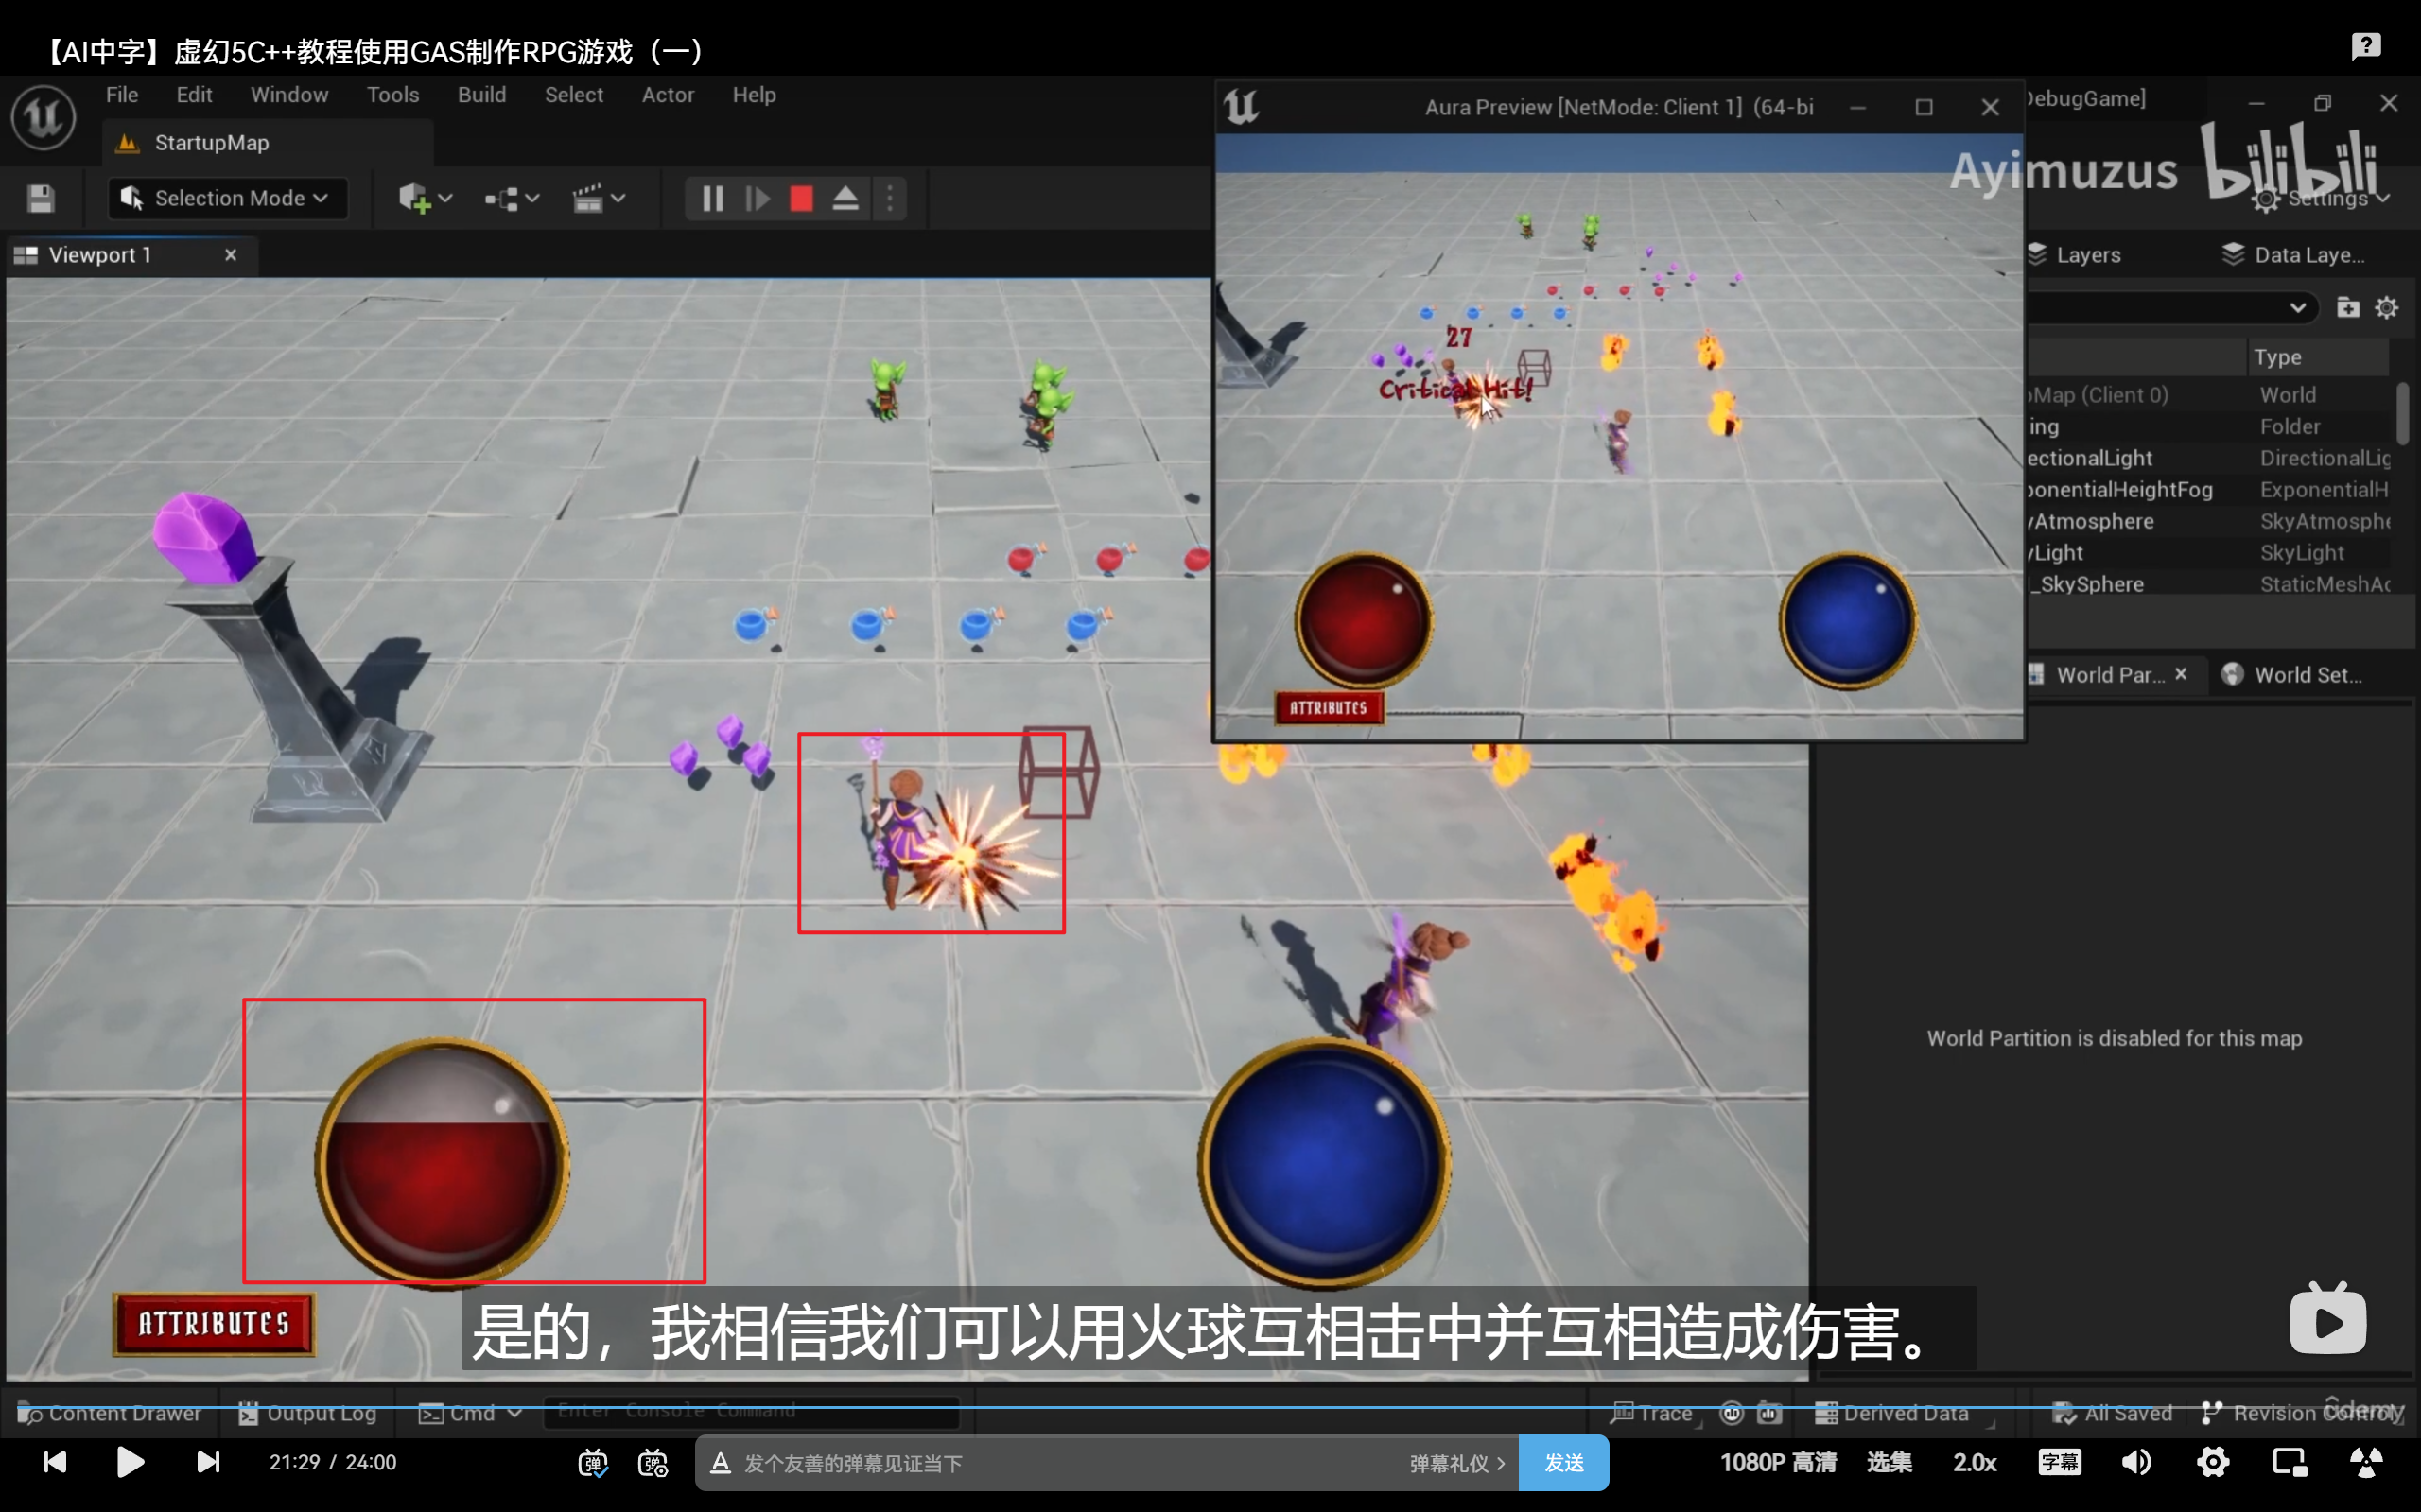 【AI中字】虚幻5C++教程使用GAS制作RPG游戏（一）
File Edit Window Tools Build Select Actor Help
Aura Preview [NetMode: Client 1] (64-bi
DebugGame]
StartupMap
Ayimuzus bilibili
Selection Mode
Settings
Viewport 1
Layers
Data Laye...
Type
Map (Client 0) World
ing Folder
ectionalLight DirectionalLig
ponentialHeightFog ExponentialH
yAtmosphere SkyAtmosphe
yLight SkyLight
_SkySphere StaticMeshAc
27
Critical Hit!
ATTRIBUTES
World Par...
World Set...
World Partition is disabled for this map
ATTRIBUTES
是的，我相信我们可以用火球互相击中并互相造成伤害。
Content Drawer Output Log Cmd Enter Console Command Trace Derived Data All Saved Revision Control
Udemy
21:29 / 24:00
弹 弹
A 发个友善的弹幕见证当下 弹幕礼仪 > 发送
1080P 高清 选集 2.0x 字幕